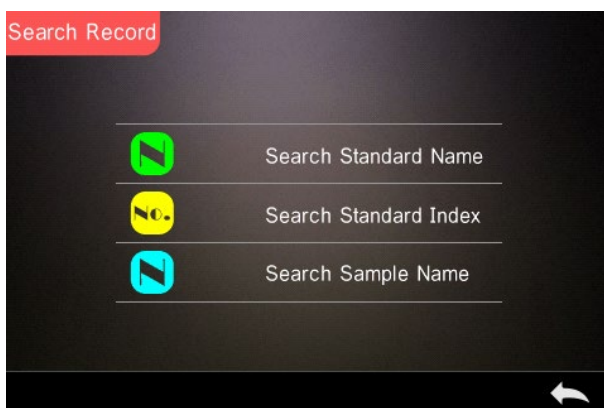 Search Record
N
Search Standard Name
No.
Search Standard Index
N
Search Sample Name